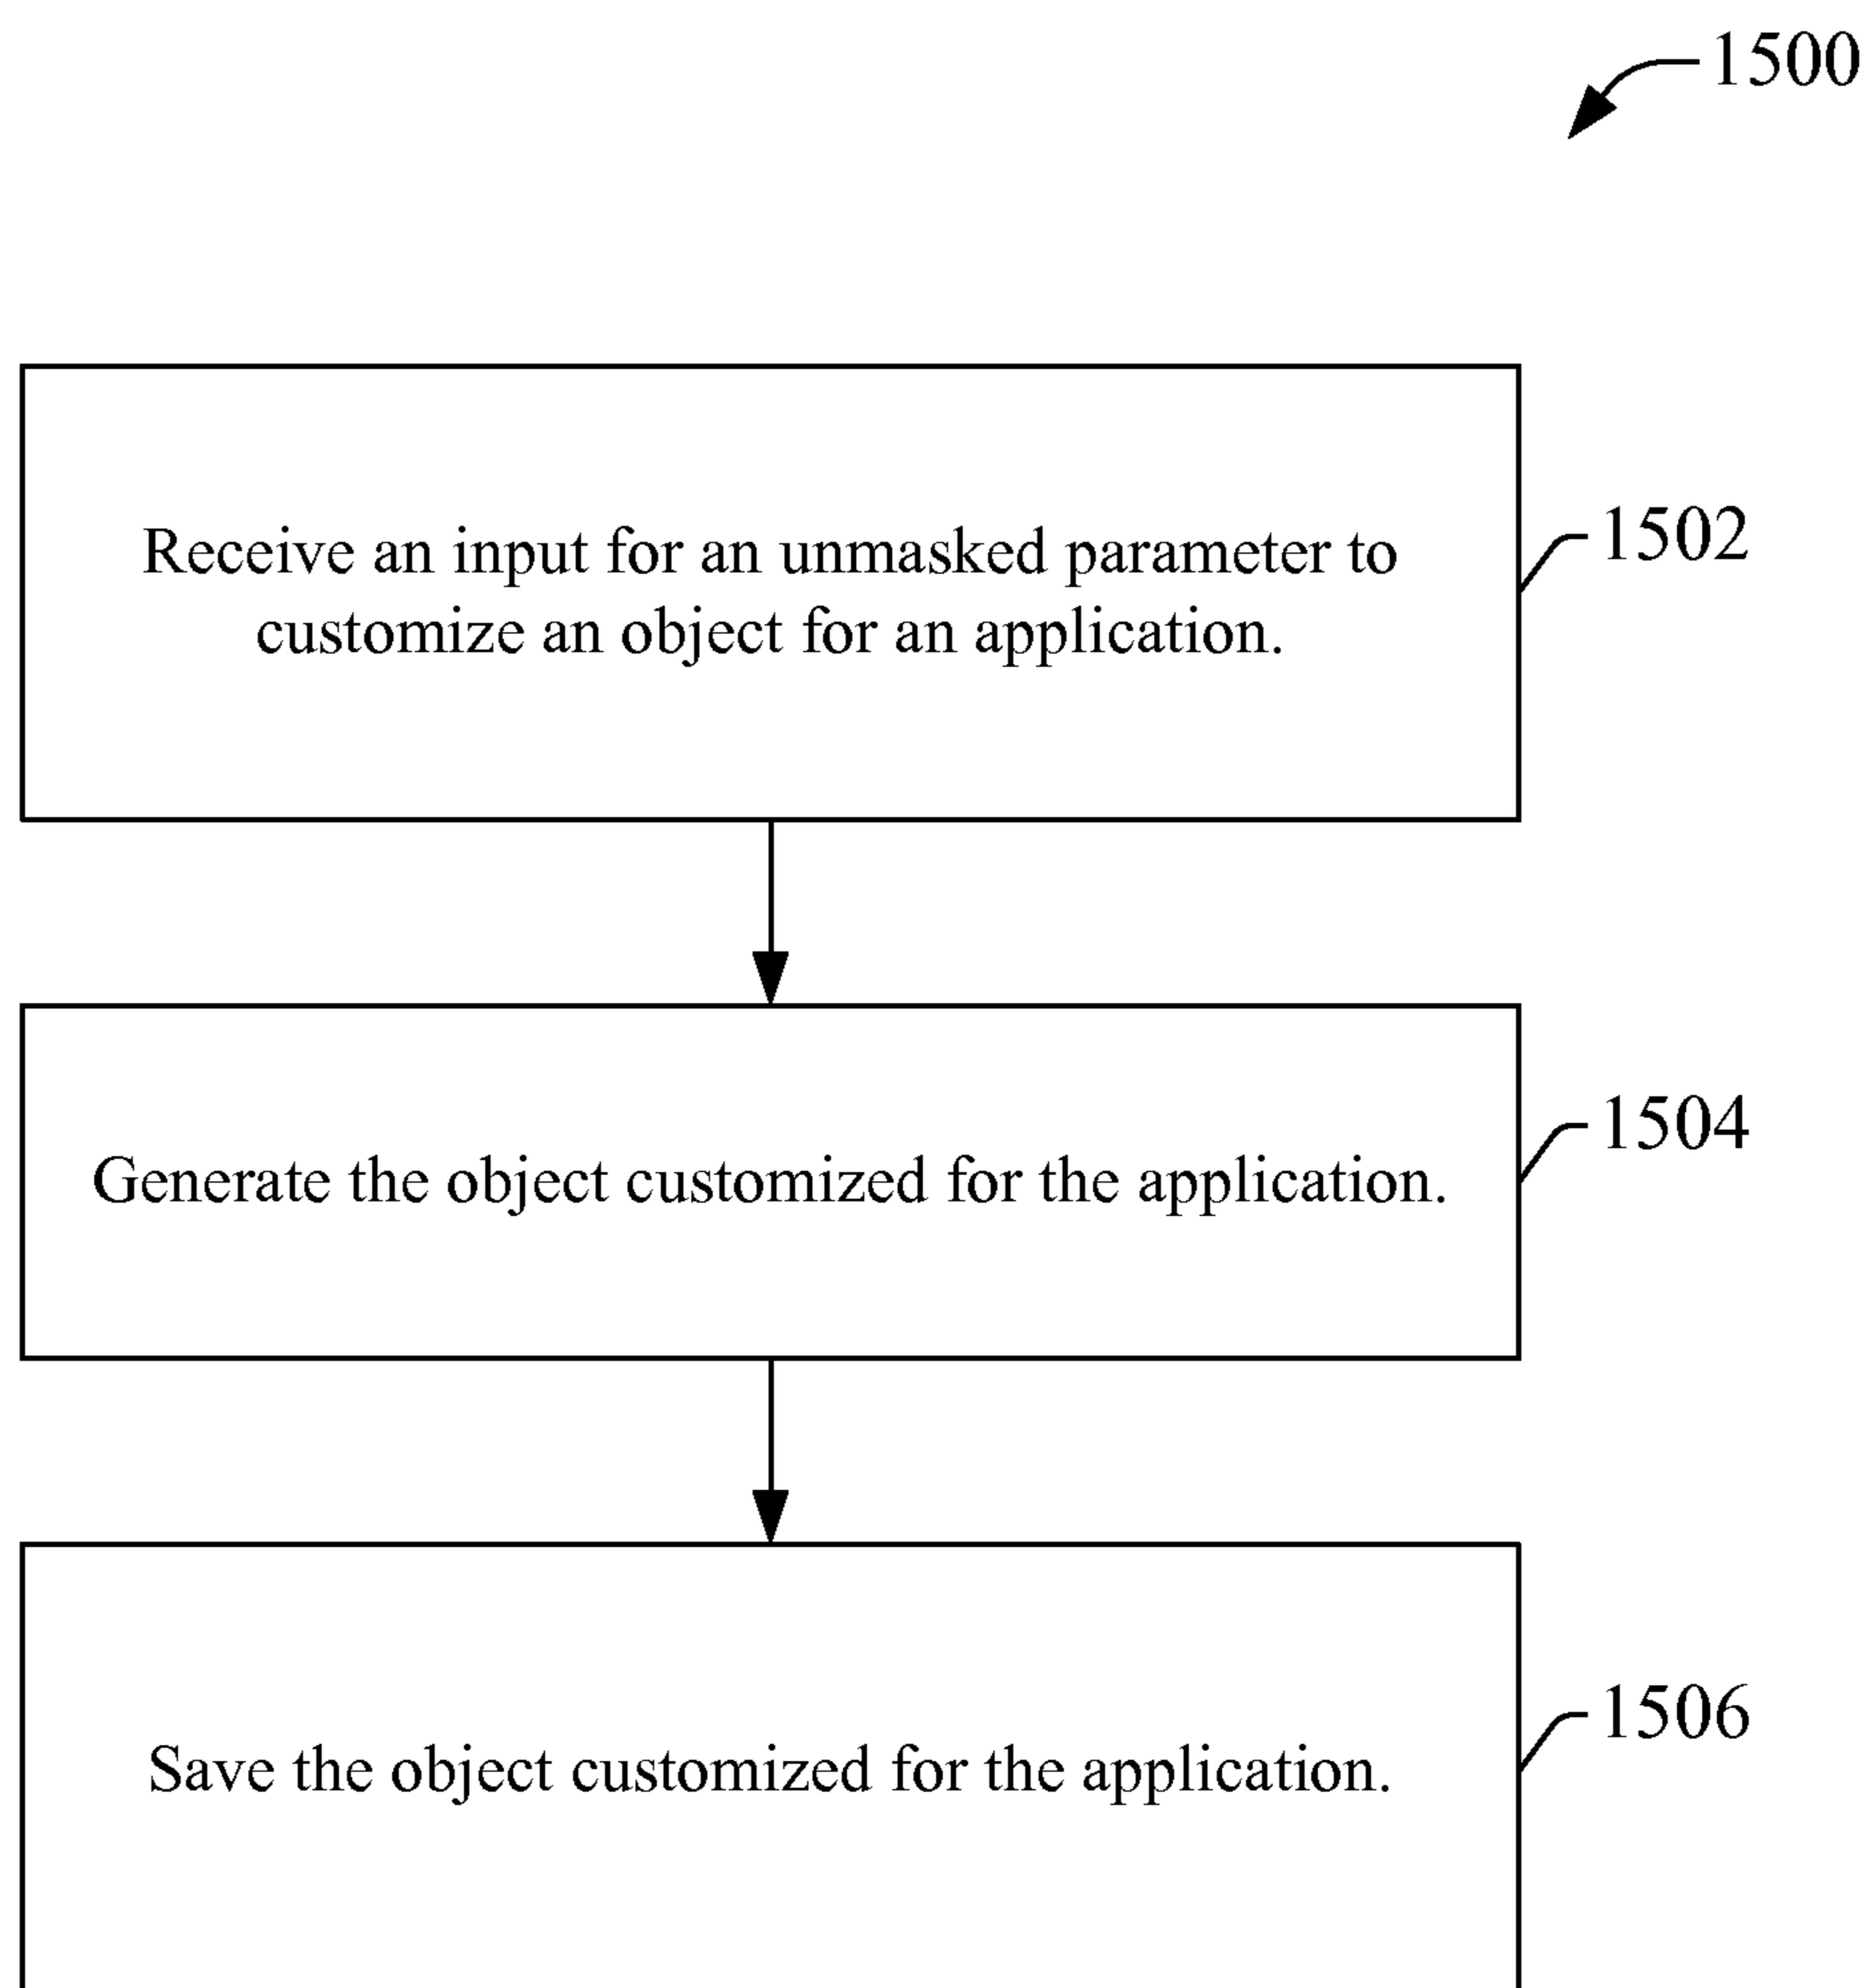 1500
Receive an input for an unmasked parameter to
customize an object for an application.
1502
Generate the object customized for the application.
1504
Save the object customized for the application.
1506